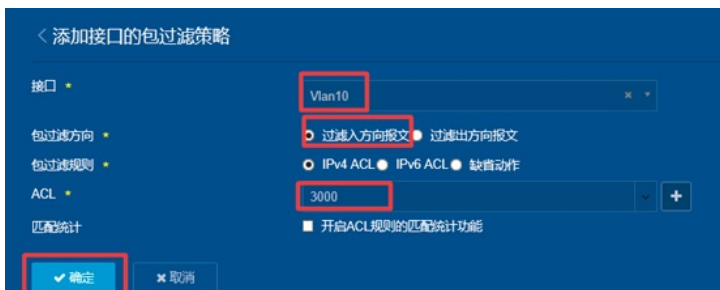 添加接口的包过滤策略
接口 *
Vlan10
包过滤方向 *
过滤入方向报文 过滤出方向报文
包过滤规则 *
IPv4 ACL IPv6 ACL 缺省动作
ACL *
3000
匹配统计
开启ACL规则的匹配统计功能
确定 取消